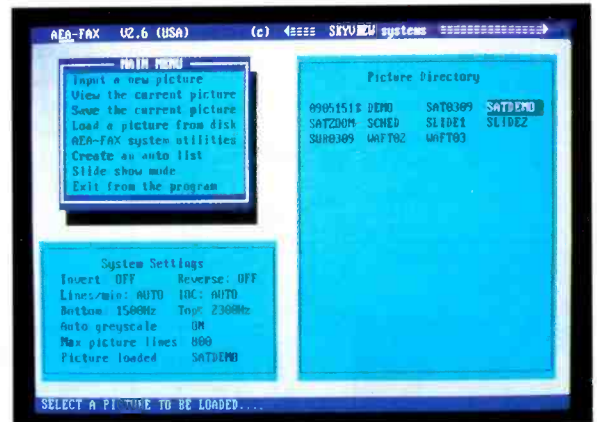 AEA-FAX V2.6 (USA) (c) SKYVIEW systems
MAIN MENU
Input a new picture
View the current picture
Save the current picture
Load a picture from disk
AEA-FAX system utilities
Create an auto list
Slide show mode
Exit from the program
Picture Directory
0905151$ DEMO SAT0309 SATDEMO
SATZOOM SCHED SLIDE1 SLIDE2
SUR0309 WAFT02 WAFT03
System Settings
Invert: OFF Reverse: OFF
Lines/min: AUTO IOC: AUTO
Bottom: 1500Hz Top: 2300Hz
Auto greyscale ON
Max picture lines 800
Picture loaded SATDEMO
SELECT A PICTURE TO BE LOADED....